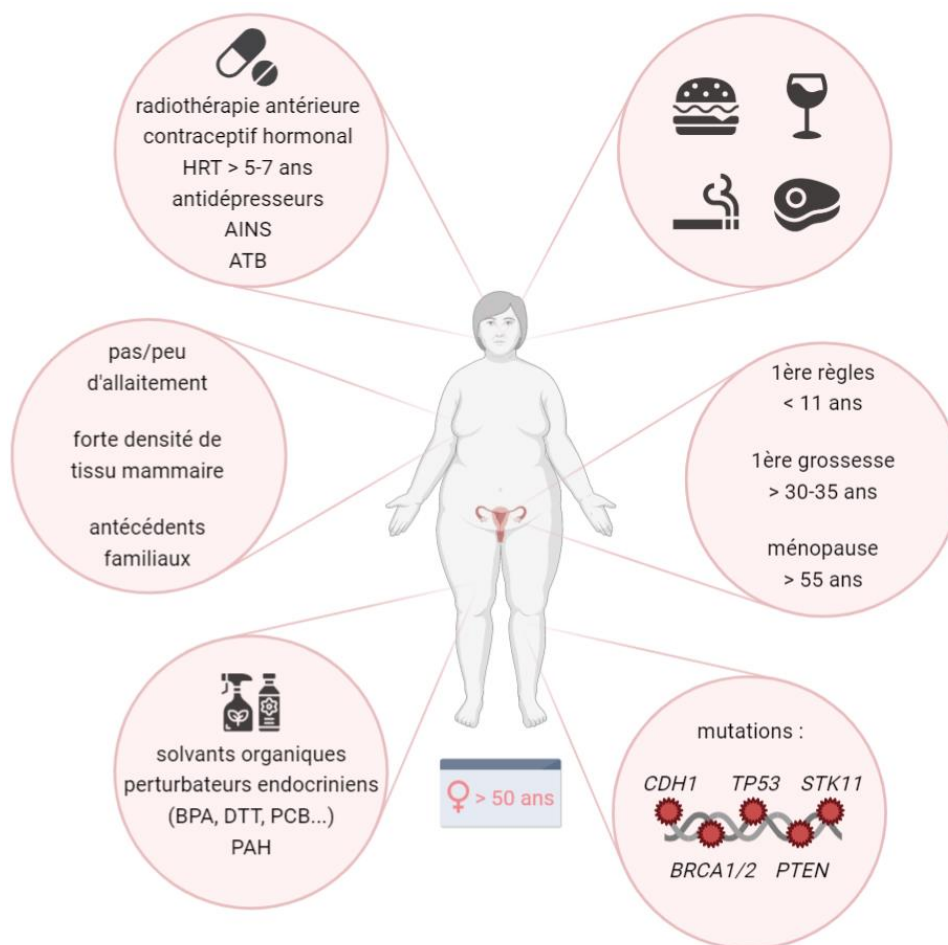 radiothérapie antérieure
contraceptif hormonal
HRT > 5-7 ans
antidépresseurs
AINS
ATB
pas/peu
d'allaitement
forte densité de
tissu mammaire
antécédents
familiaux
1ère règles
< 11 ans
1ère grossesse
> 30-35 ans
ménopause
> 55 ans
solvants organiques
perturbateurs endocriniens
(BPA, DTT, PCB...)
PAH
> 50 ans
mutations :
CDH1 TP53 STK11
BRCA1/2 PTEN